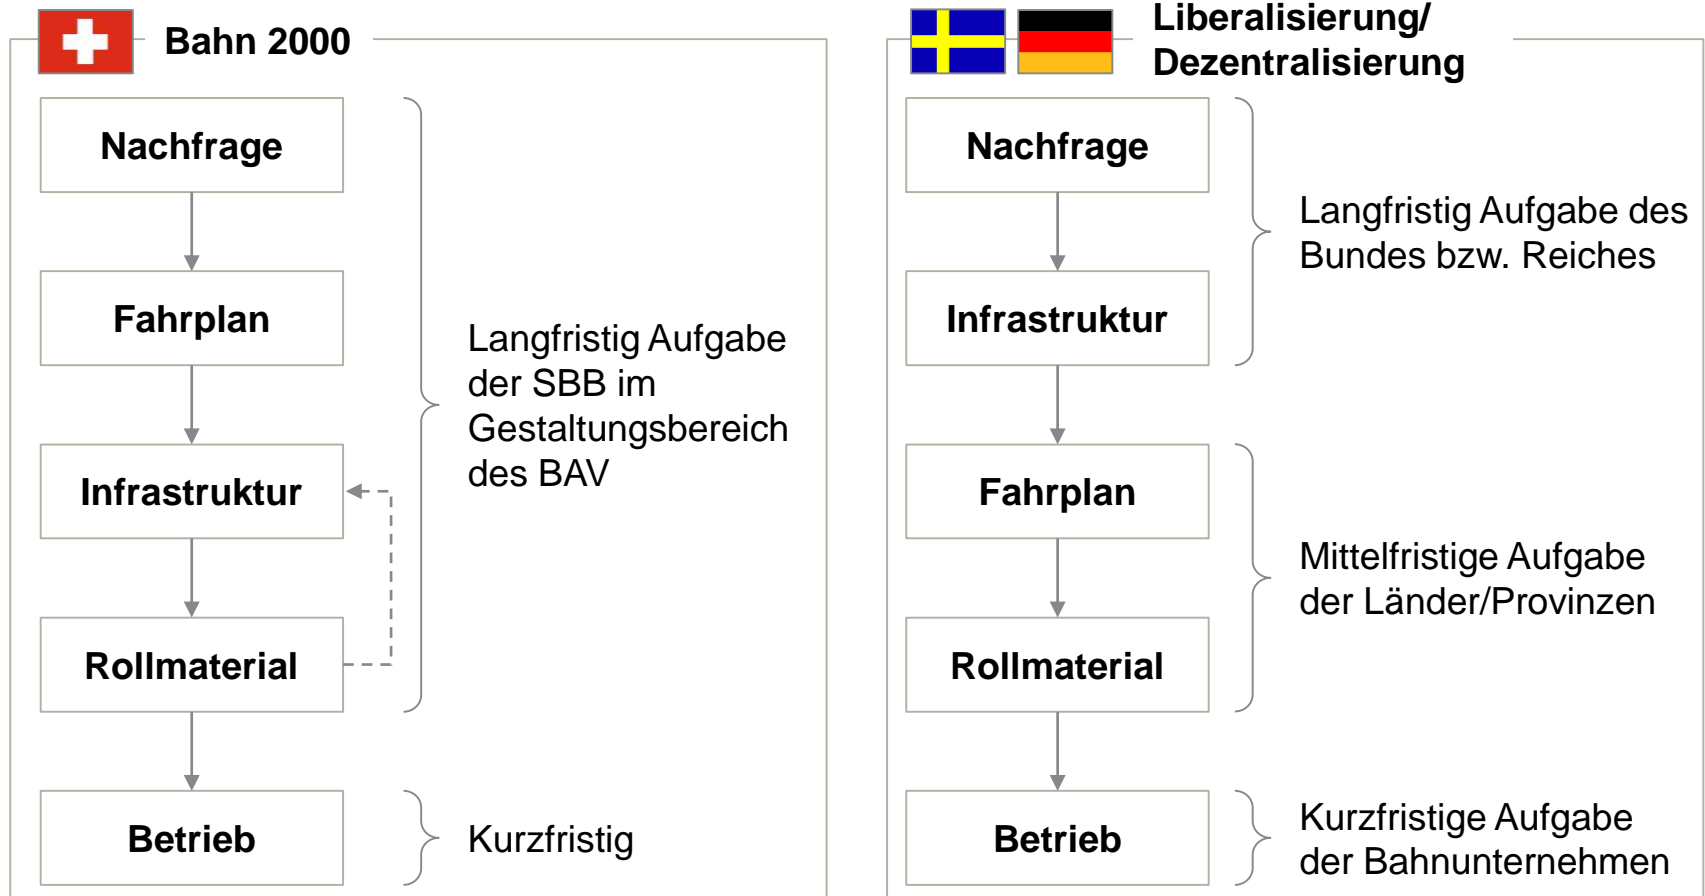 Bahn 2000
Nachfrage
Fahrplan
Infrastruktur
Rollmaterial
Betrieb
Langfristig Aufgabe
der SBB im
Gestaltungsbereich
des BAV
Kurzfristig
Liberalisierung/
Dezentralisierung
Nachfrage
Infrastruktur
Fahrplan
Rollmaterial
Betrieb
Langfristig Aufgabe des
Bundes bzw. Reiches
Mittelfristige Aufgabe
der Länder/Provinzen
Kurzfristige Aufgabe
der Bahnunternehmen